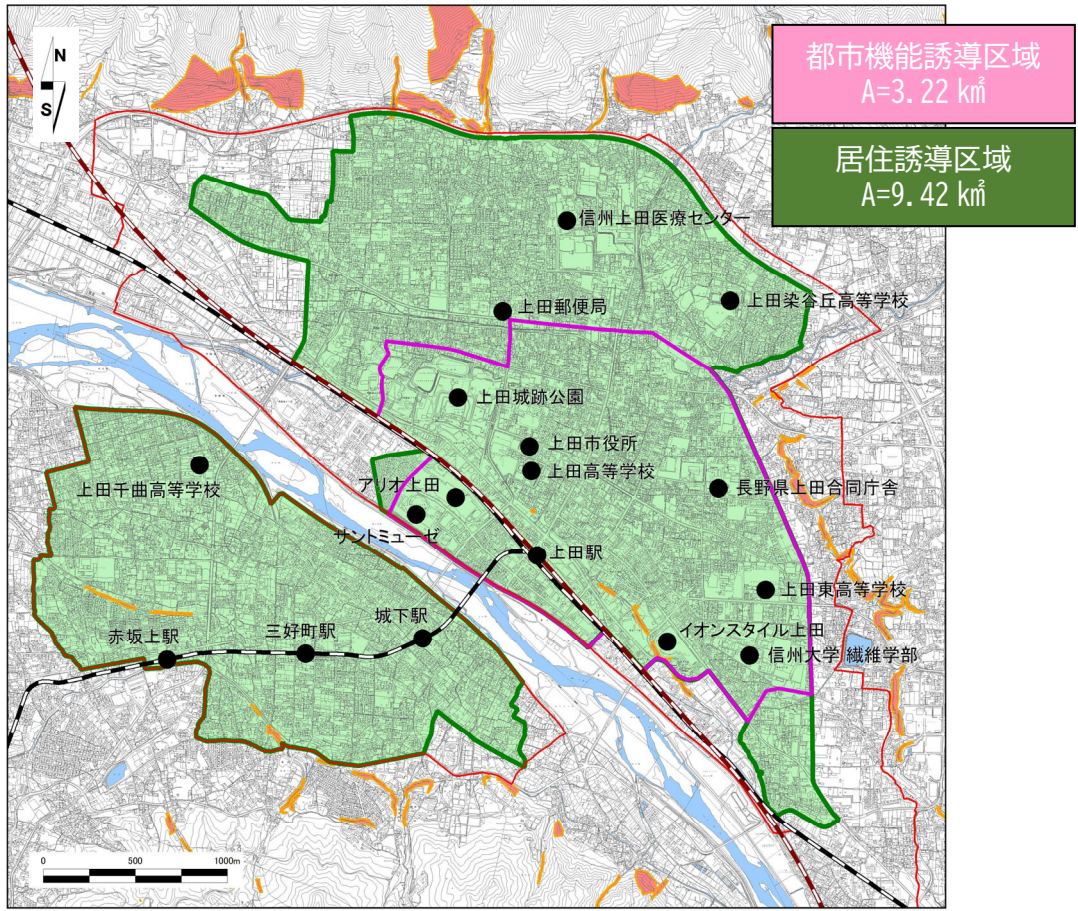 N
S
都市機能誘導区域
A=3.22 k㎡
居住誘導区域
A=9.42 k㎡
信州上田医療センター
上田染谷丘高等学校
上田郵便局
上田城跡公園
上田市役所
上田高等学校
上田千曲高等学校
アリオ上田
長野県上田合同庁舎
サントミューゼ
上田駅
上田東高等学校
城下駅
三好町駅
赤坂上駅
イオンスタイル上田
信州大学 繊維学部
0 500 1000m